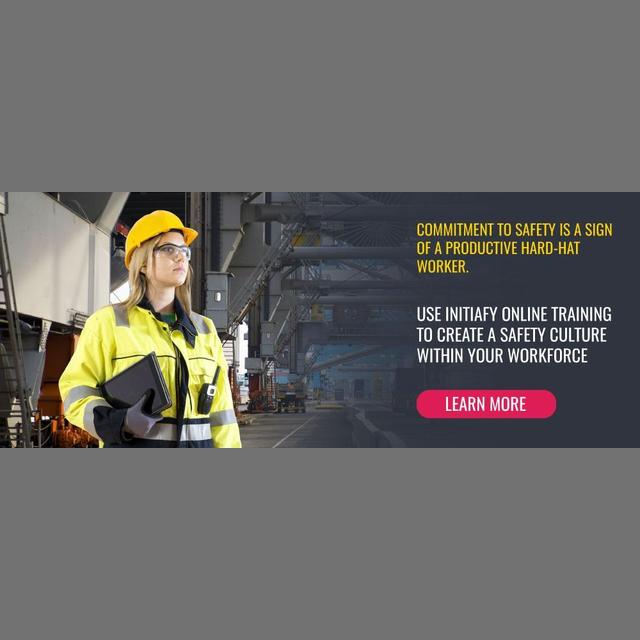 COMMITMENT TO SAFETY IS A SIGN
OF A PRODUCTIVE HARD-HAT
WORKER.
USE INITIAFY ONLINE TRAINING
TO CREATE A SAFETY CULTURE
WITHIN YOUR WORKFORCE
LEARN MORE